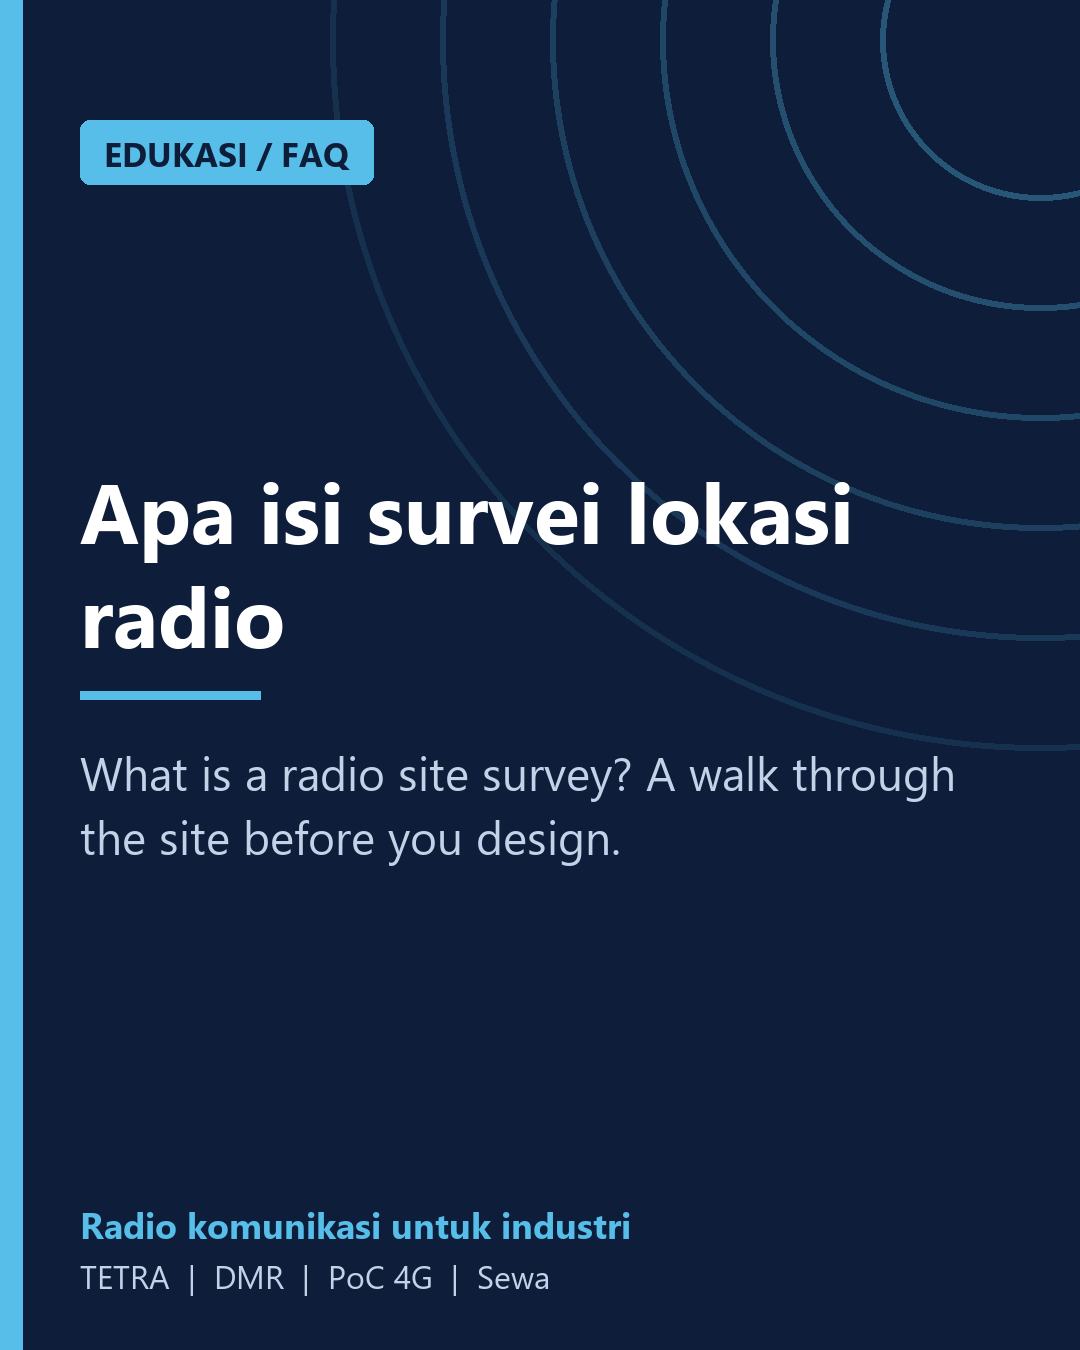 EDUKASI / FAQ
Apa isi survei lokasi
radio
What is a radio site survey? A walk through
the site before you design.
Radio komunikasi untuk industri
TETRA | DMR | PoC 4G | Sewa